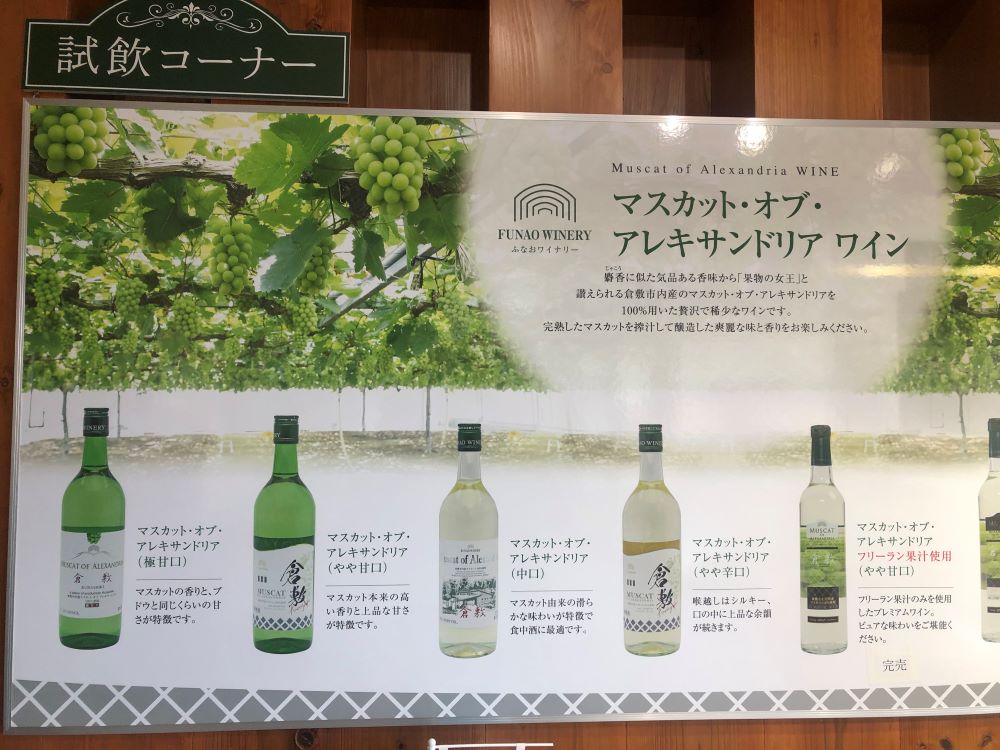 試飲コーナー
Muscat of Alexandria WINE
マスカット・オブ・
アレキサンドリア ワイン
FUNAO WINERY
ふなおワイナリー
じゃこう
麝香に似た気品ある香味から「果物の女王」と
讃えられる倉敷市内産のマスカット・オブ・アレキサンドリアを
100%用いた贅沢で稀少なワインです。
完熟したマスカットを搾汁して醸造した爽麗な味と香りをお楽しみください。
マスカット・オブ・
アレキサンドリア
(極甘口)
マスカットの香りと、ブ
ドウと同じくらいの甘
さが特徴です。
マスカット・オブ・
アレキサンドリア
(やや甘口)
マスカット本来の高
い香りと上品な甘さ
が特徴です。
マスカット・オブ・
アレキサンドリア
(中口)
マスカット由来の滑ら
かな味わいが特徴で
食中酒に最適です。
マスカット・オブ・
アレキサンドリア
(やや辛口)
喉越しはシルキー、
口の中に上品な余韻
が続きます。
マスカット・オブ・
アレキサンドリア
フリーラン果汁使用
(やや甘口)
フリーラン果汁のみを使用
したプレミアムワイン。
ピュアな味わいをご堪能く
ださい。
完売
MUSCAT OF ALEXANDRIA
倉敷
倉敷
MUSCAT
FUNAO WINERY
倉敷
倉敷
MUSCAT
MUSCAT